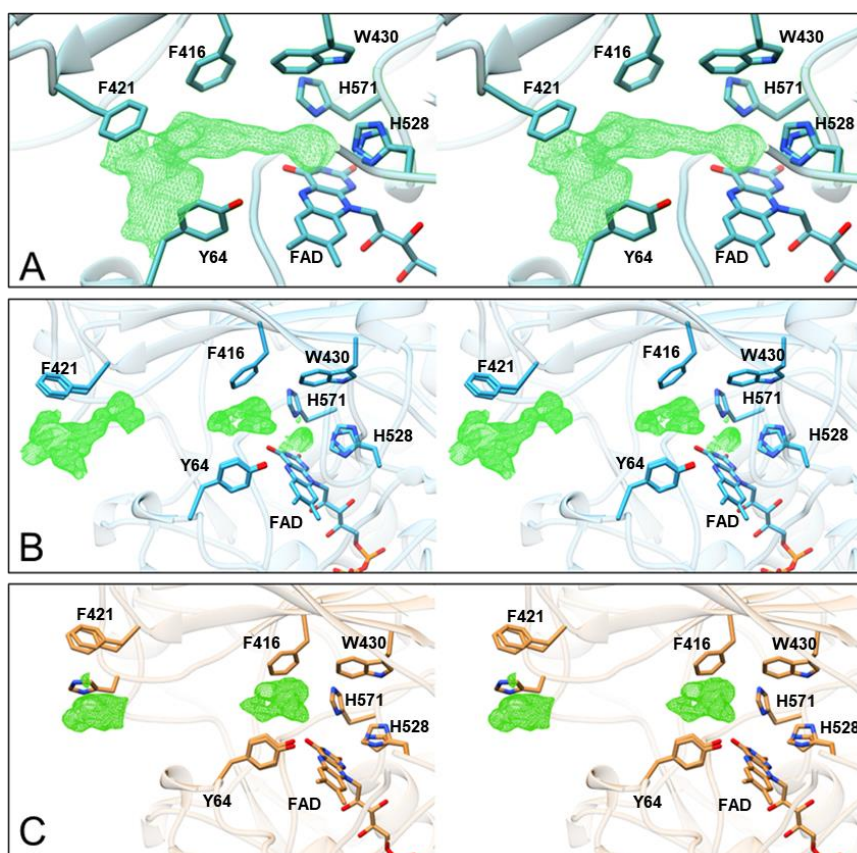 F416 W430 F416 W430
F421 H571 F421 H571
H528 H528
Y64 FAD Y64 FAD
A
F421 F416 W430 F421 F416 W430
H571 H571
Y64 H528 Y64 H528
FAD FAD
B
F421 F421
F416 W430 F416 W430
H571 H571
H528 H528
Y64 FAD Y64 FAD
C